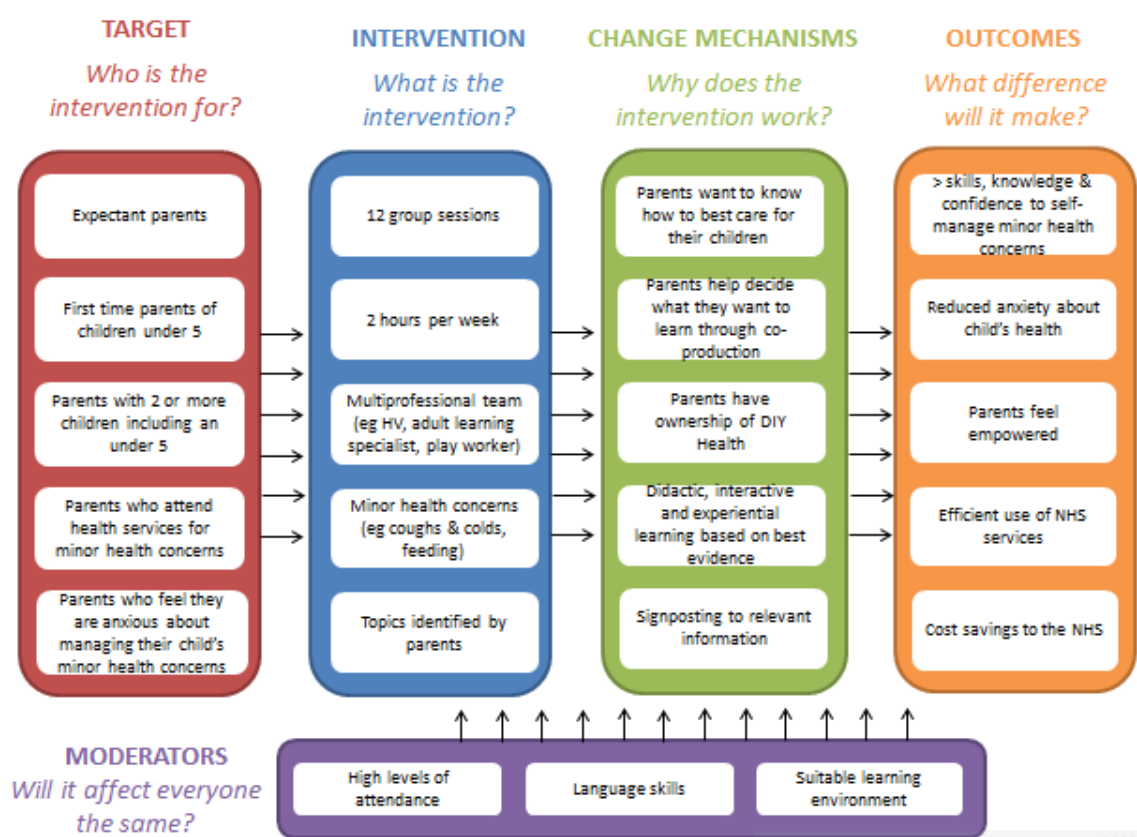 TARGET
Who is the
intervention for?
Expectant parents
First time parents of
children under 5
Parents with 2 or more
children including an
under 5
Parents who attend
health services for
minor health concerns
Parents who feel they
are anxious about
managing their child's
minor health concerns
INTERVENTION
What is the
intervention?
12 group sessions
2 hours per week
Multiprofessional team
(eg HV, adult learning
specialist, play worker)
Minor health concerns
(eg coughs & colds,
feeding)
Topics identified by
parents
CHANGE MECHANISMS
Why does the
intervention work?
Parents want to know
how to best care for
their children
Parents help decide
what they want to
learn through co-
production
Parents have
ownership of DIY
Health
Didactic, interactive
and experiential
learning based on best
evidence
Signposting to relevant
information
OUTCOMES
What difference
will it make?
> skills, knowledge &
confidence to self-
manage minor health
concerns
Reduced anxiety about
child's health
Parents feel
empowered
Efficient use of NHS
services
Cost savings to the NHS
MODERATORS
Will it affect everyone
the same?
High levels of
attendance
Language skills
Suitable learning
environment